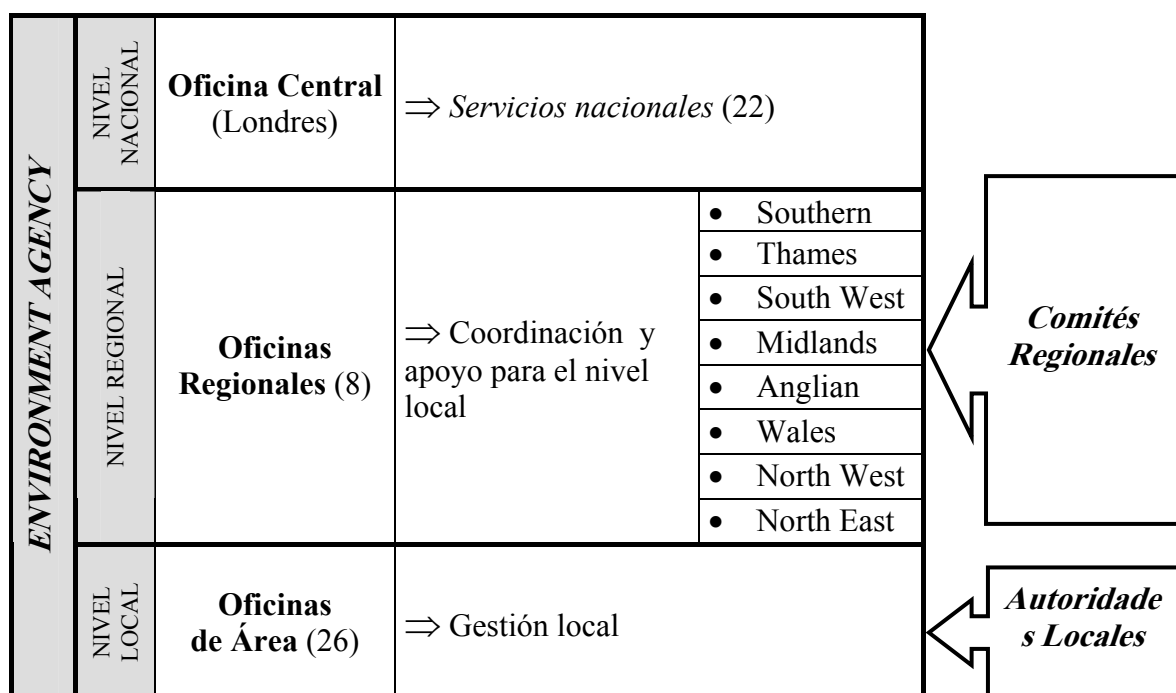 ENVIRONMENT AGENCY
NIVEL
NACIONAL
Oficina Central
(Londres)
⇒ Servicios nacionales (22)
NIVEL REGIONAL
Oficinas
Regionales (8)
⇒ Coordinación y
apoyo para el nivel
local
• Southern
• Thames
• South West
• Midlands
• Anglian
• Wales
• North West
• North East
Comités
Regionales
NIVEL
LOCAL
Oficinas
de Área (26)
⇒ Gestión local
Autoridade
s Locales